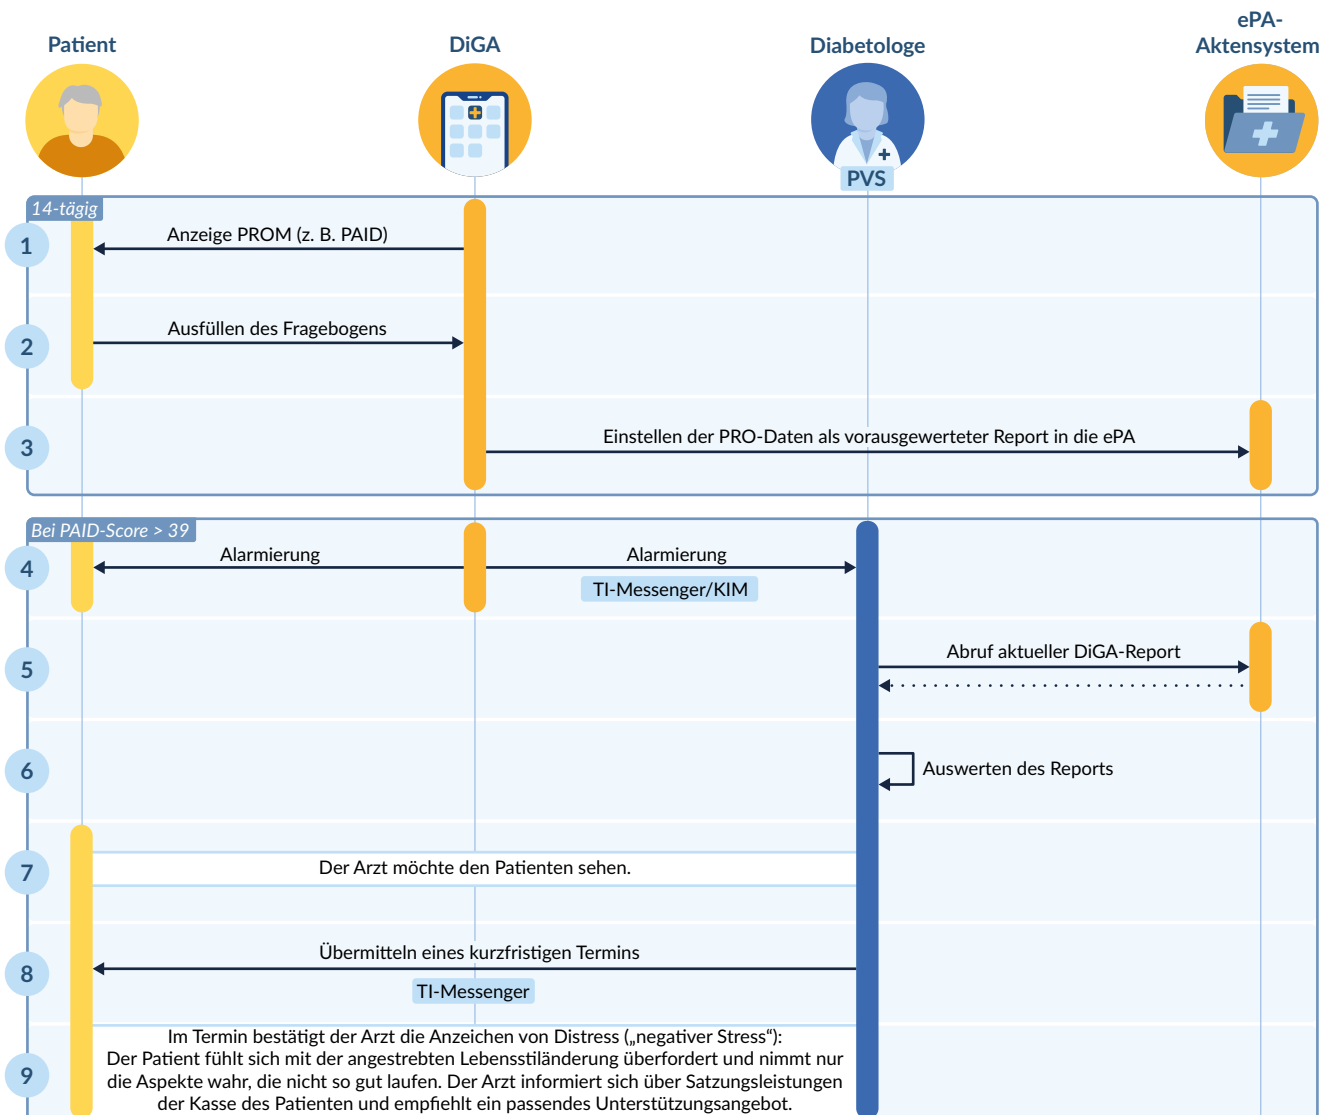 Patient
DiGA
Diabetologe
ePA-
Aktensystem
PVS
14-tägig
1
Anzeige PROM (z. B. PAID)
2
Ausfüllen des Fragebogens
3
Einstellen der PRO-Daten als vorausgewerteter Report in die ePA
Bei PAID-Score > 39
4
Alarmierung
Alarmierung
TI-Messenger/KIM
5
Abruf aktueller DiGA-Report
6
Auswerten des Reports
7
Der Arzt möchte den Patienten sehen.
8
Übermitteln eines kurzfristigen Termins
TI-Messenger
9
Im Termin bestätigt der Arzt die Anzeichen von Distress („negativer Stress“):
Der Patient fühlt sich mit der angestrebten Lebensstiländerung überfordert und nimmt nur
die Aspekte wahr, die nicht so gut laufen. Der Arzt informiert sich über Satzungsleistungen
der Kasse des Patienten und empfiehlt ein passendes Unterstützungsangebot.